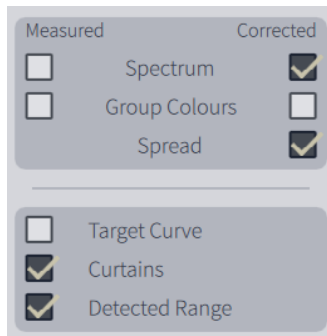 Measured Corrected
Spectrum
Group Colours
Spread
Target Curve
Curtains
Detected Range